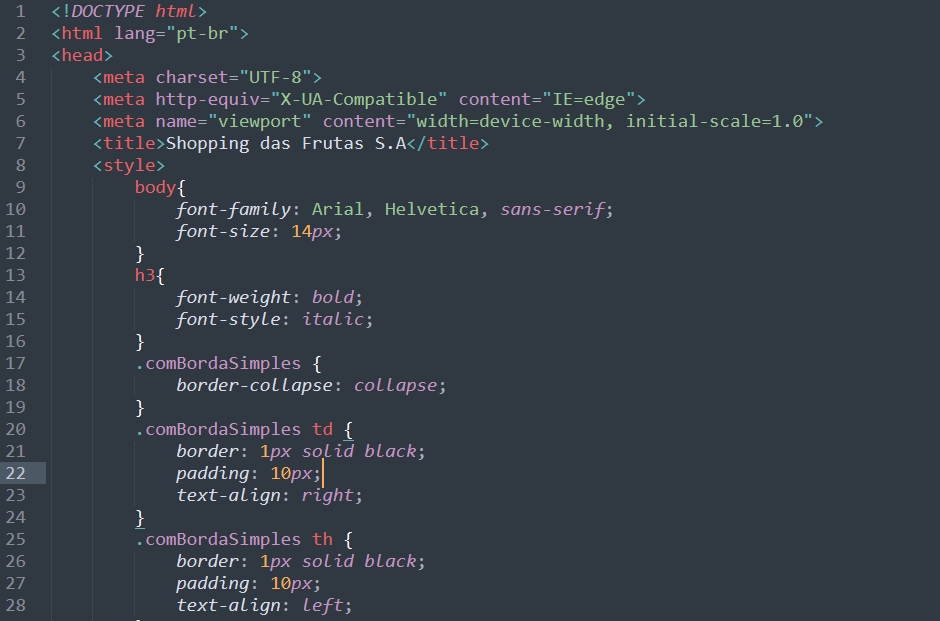 1 <!DOCTYPE html>
2 <html lang="pt-br">
3 <head>
4 <meta charset="UTF-8">
5 <meta http-equiv="X-UA-Compatible" content="IE=edge">
6 <meta name="viewport" content="width=device-width, initial-scale=1.0">
7 <title>Shopping das Frutas S.A</title>
8 <style>
9 body{
10 font-family: Arial, Helvetica, sans-serif;
11 font-size: 14px;
12 }
13 h3{
14 font-weight: bold;
15 font-style: italic;
16 }
17 .comBordaSimples {
18 border-collapse: collapse;
19 }
20 .comBordaSimples td {
21 border: 1px solid black;
22 padding: 10px;
23 text-align: right;
24 }
25 .comBordaSimples th {
26 border: 1px solid black;
27 padding: 10px;
28 text-align: left;